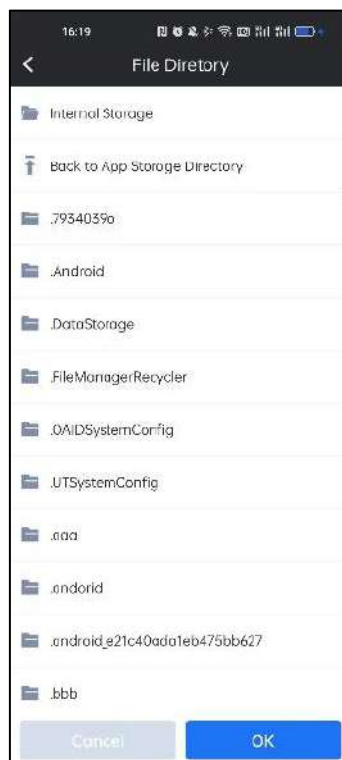 16:19
File Diretory
Internal Storage
Back to App Storage Directory
.7934039a
.Android
.DataStorage
.FileManagerRecycler
.OAIDSystemConfig
.UTSystemConfig
.aaa
.andorid
.android_e21c40ada1eb475bb627
.bbb
Cancel
OK